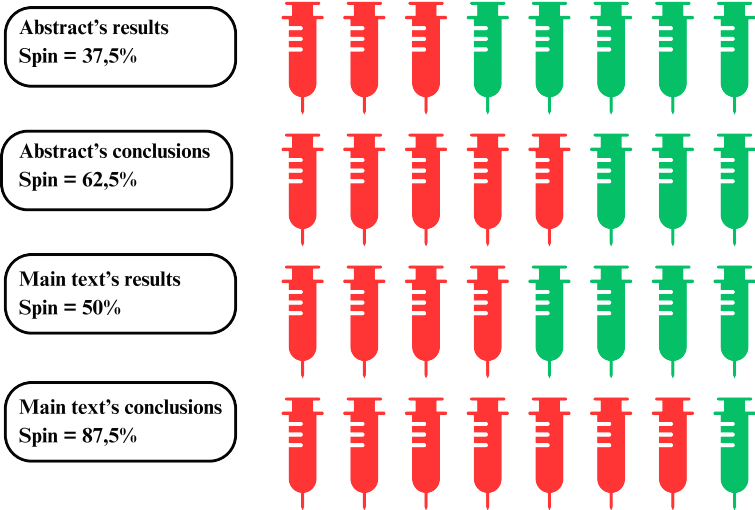 Abstract’s results
Spin = 37,5%
Abstract’s conclusions
Spin = 62,5%
Main text’s results
Spin = 50%
Main text’s conclusions
Spin = 87,5%